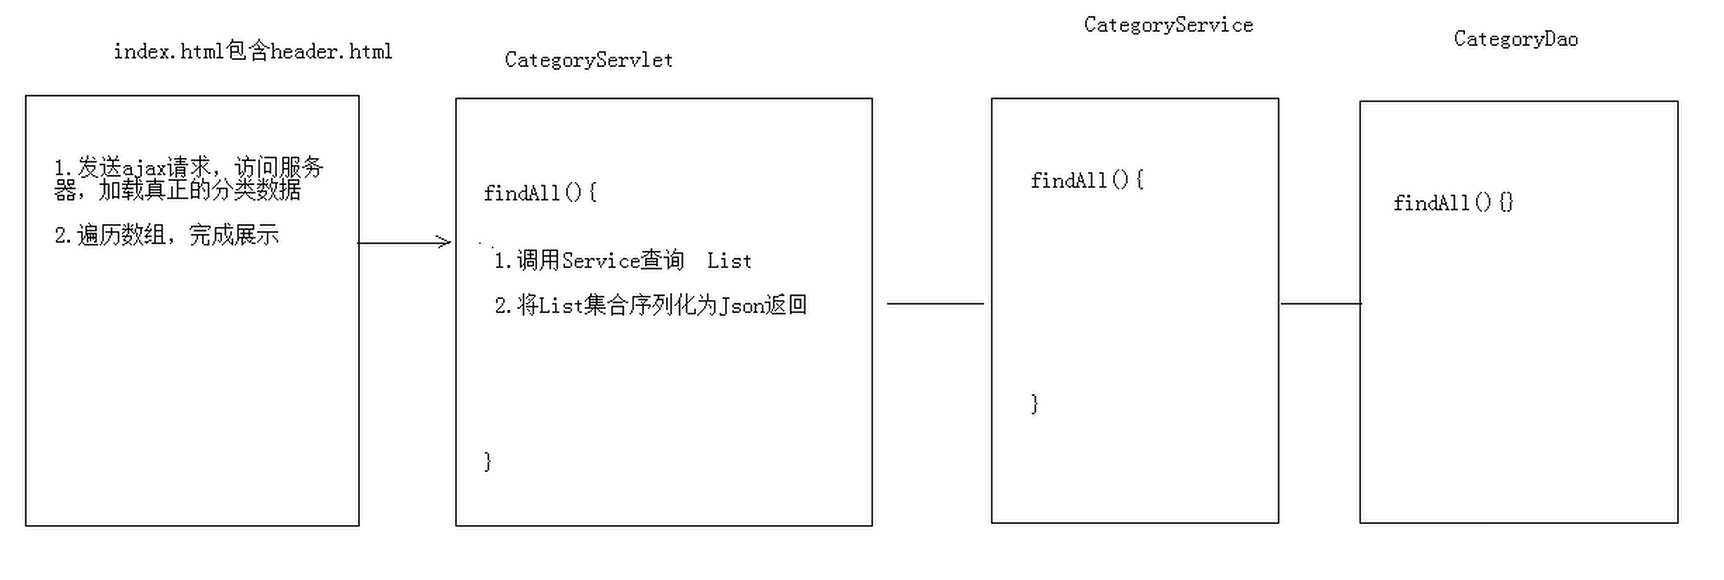 index.html包含header.html
1.发送ajax请求，访问服务
器，加载真正的分类数据
2.遍历数组，完成展示
CategoryServlet
findAll(){
1.调用Service查询  List
2.将List集合序列化为Json返回
}
CategoryService
findAll(){
}
CategoryDao
findAll(){}